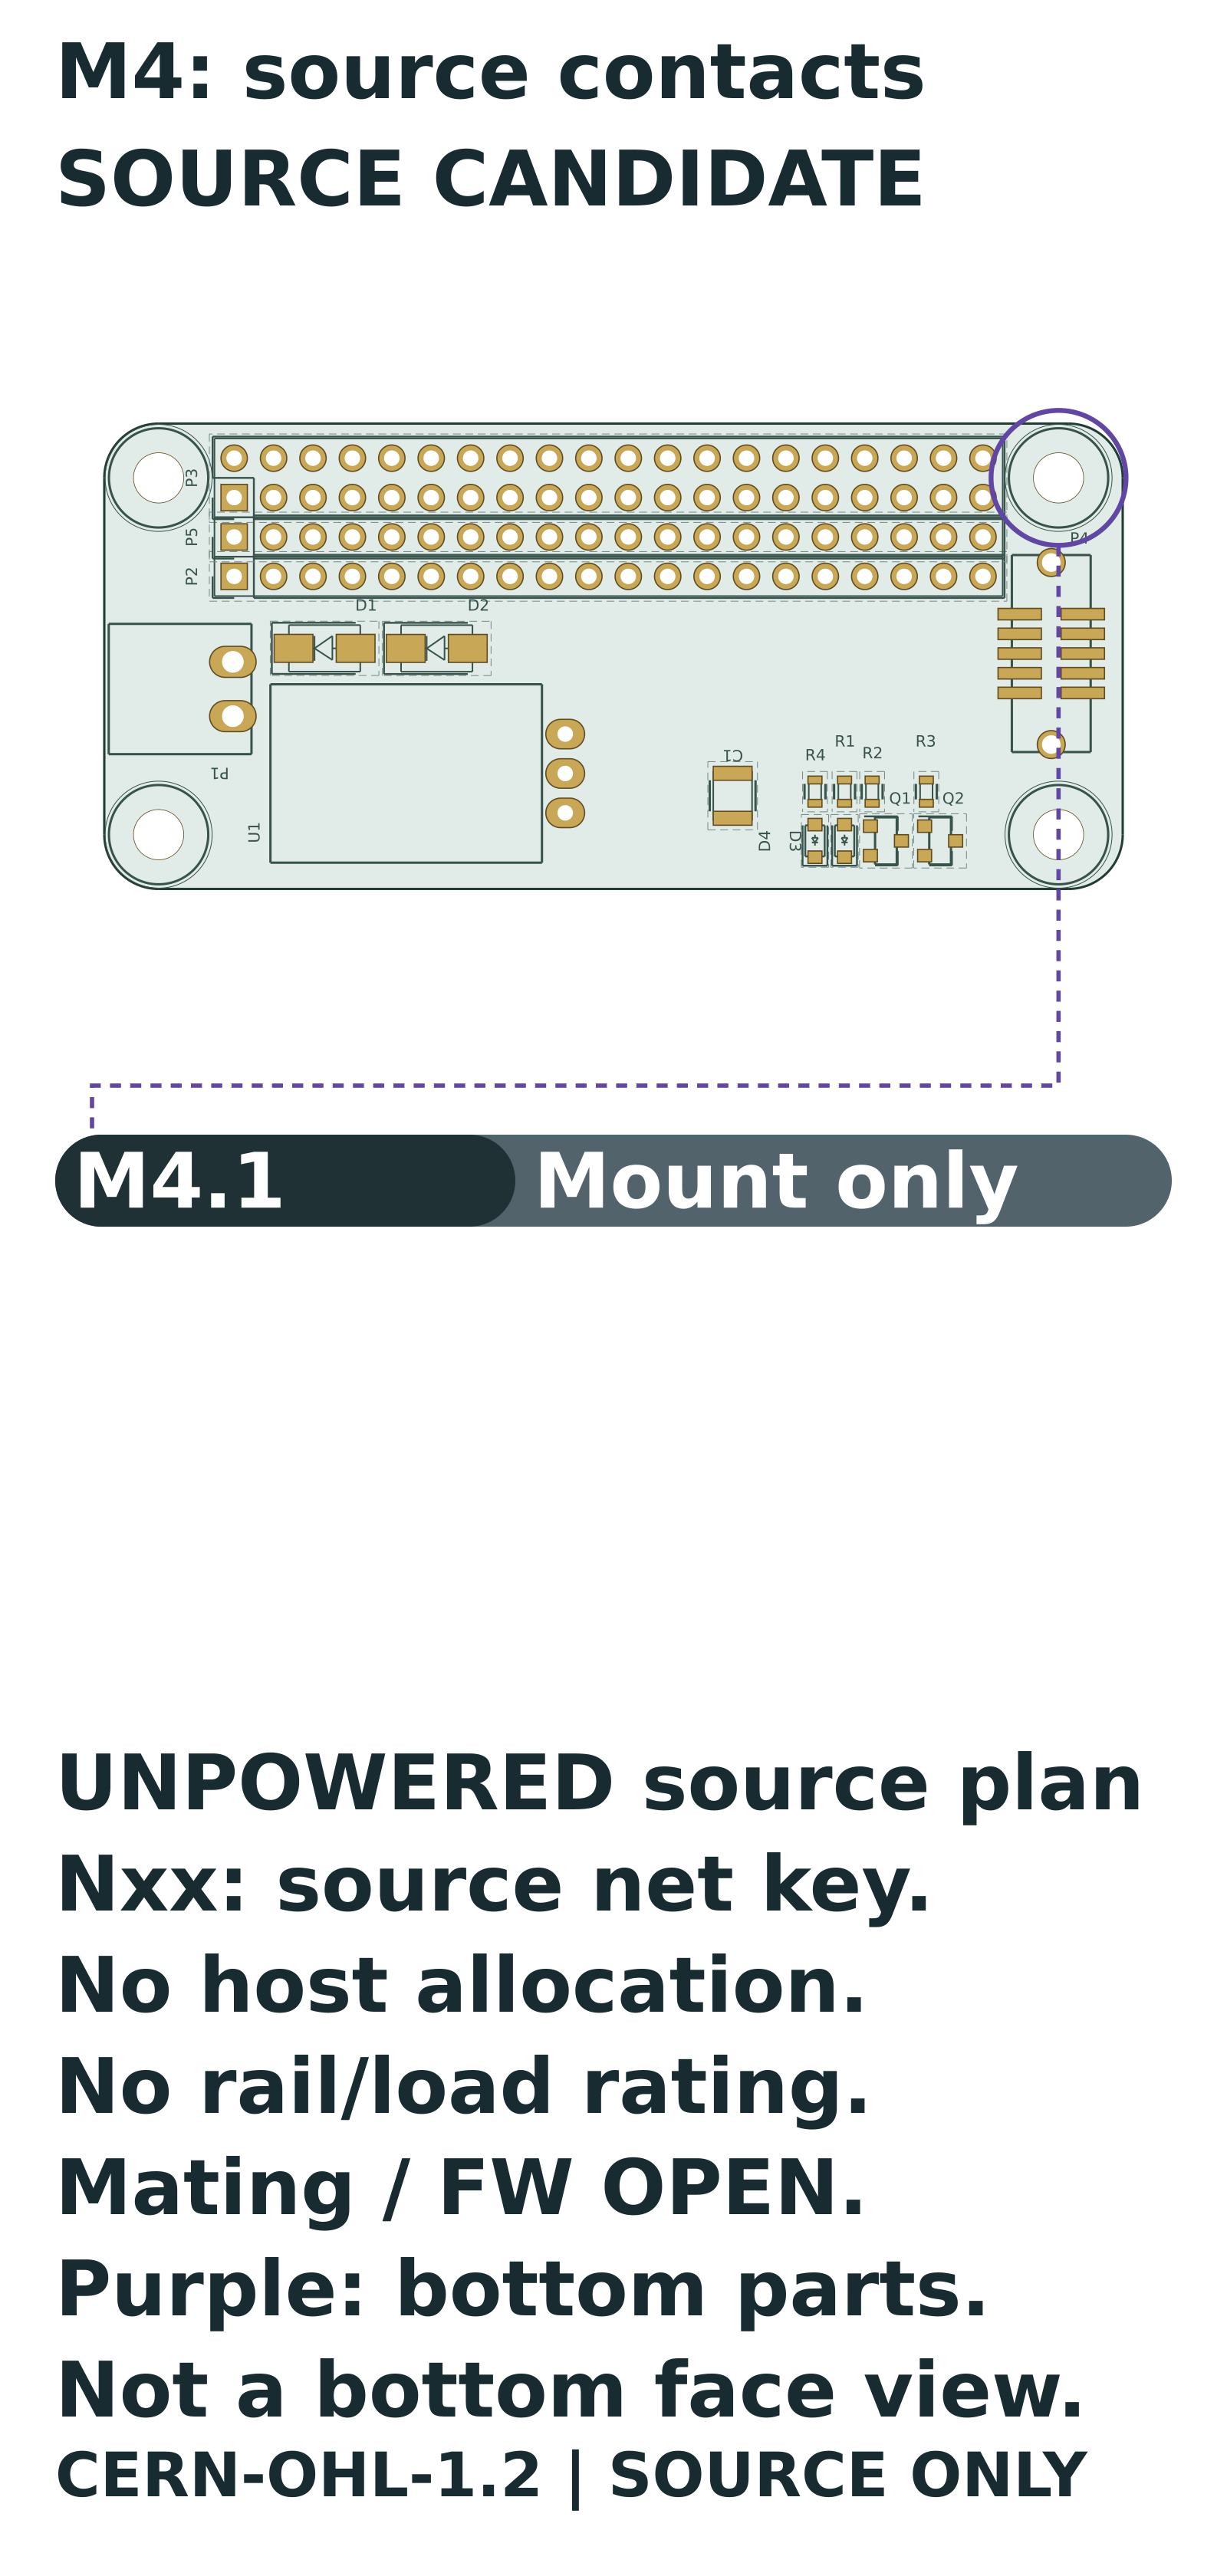 M4: source contacts
SOURCE CANDIDATE
P3
P4
P5
P2
D1 D2
R1 R3
R4 R2
C1
P1
Q1 Q2
U1 D4 D3
M4.1 Mount only
UNPOWERED source plan
Nxx: source net key.
No host allocation.
No rail/load rating.
Mating / FW OPEN.
Purple: bottom parts.
Not a bottom face view.
CERN-OHL-1.2 | SOURCE ONLY